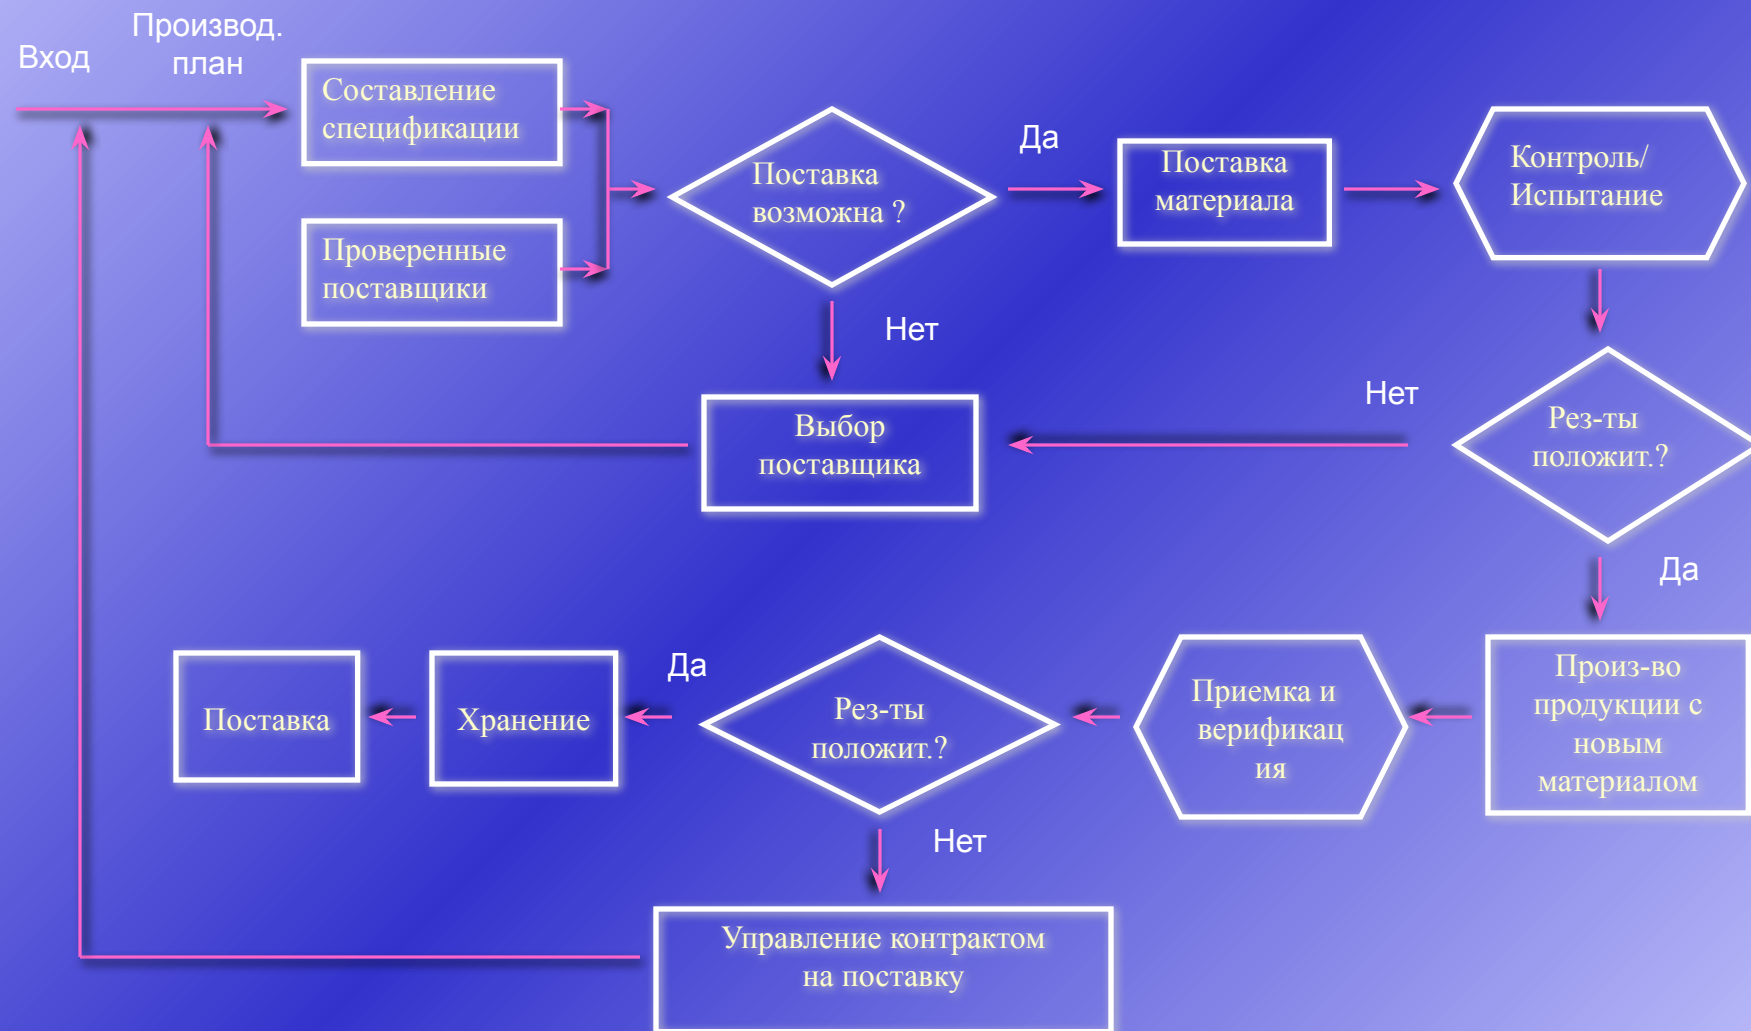 Производ.
план
Вход
Составление
спецификации
Проверенные
поставщики
Поставка
возможна ?
Да
Поставка
материала
Контроль/
Испытание
Нет
Выбор
поставщика
Нет
Рез-ты
положит.?
Да
Произ-во
продукции с
новым
материалом
Приемка и
верификац
ия
Рез-ты
положит.?
Да
Хранение
Поставка
Нет
Управление контрактом
на поставку